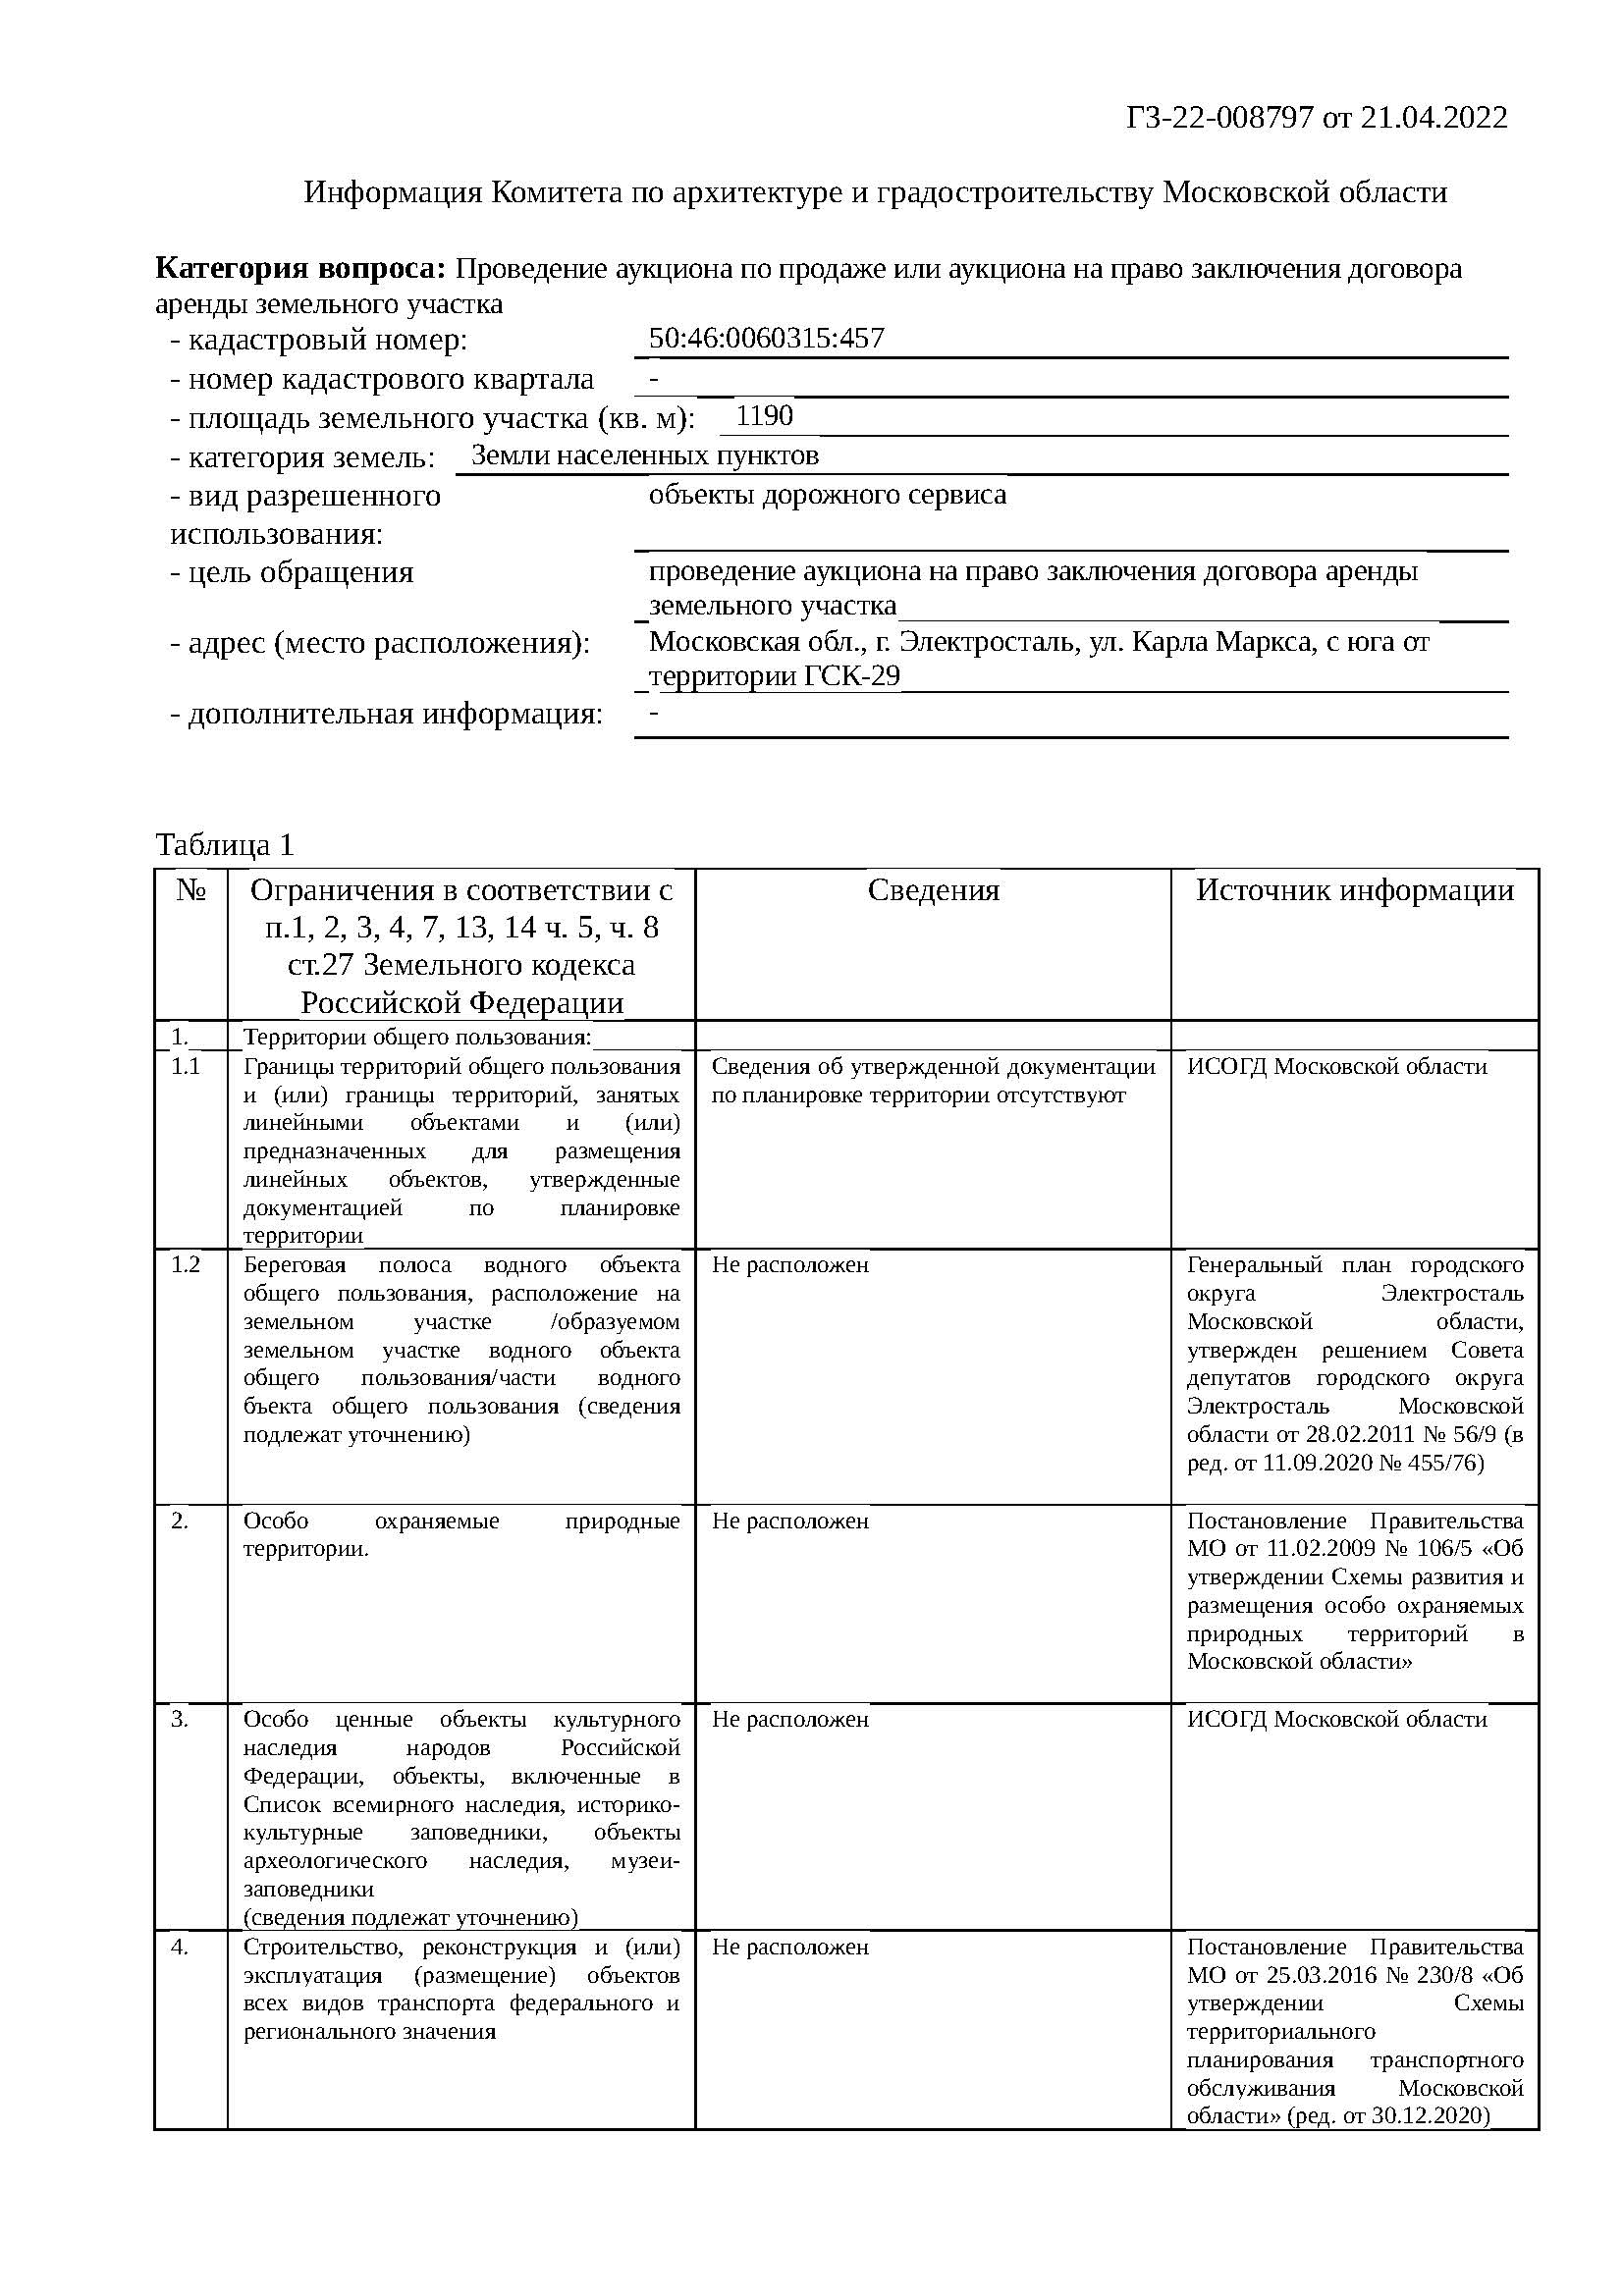 ГЗ-22-008797 от 21.04.2022
Информация Комитета по архитектуре и градостроительству Московской области
Категория вопроса: Проведение аукциона по продаже или аукциона на право заключения договора
аренды земельного участка
- кадастровый номер: 50:46:0060315:457
- номер кадастрового квартала -
- площадь земельного участка (кв. м): 1190
- категория земель: Земли населенных пунктов
- вид разрешенного объекты дорожного сервиса
использования:
- цель обращения проведение аукциона на право заключения договора аренды
земельного участка
- адрес (место расположения): Московская обл., г. Электросталь, ул. Карла Маркса, с юга от
территории ГСК-29
- дополнительная информация: -
Таблица 1
№ Ограничения в соответствии с Сведения Источник информации
п.1, 2, 3, 4, 7, 13, 14 ч. 5, ч. 8
ст.27 Земельного кодекса
Российской Федерации
1. Территории общего пользования:
1.1 Границы территорий общего пользования Сведения об утвержденной документации ИСОГД Московской области
и (или) границы территорий, занятых по планировке территории отсутствуют
линейными объектами и (или)
предназначенных для размещения
линейных объектов, утвержденные
документацией по планировке
территории
1.2 Береговая полоса водного объекта Не расположен Генеральный план городского
общего пользования, расположение на округа Электросталь
земельном участке /образуемом Московской области,
земельном участке водного объекта утвержден решением Совета
общего пользования/части водного депутатов городского округа
бъекта общего пользования (сведения Электросталь Московской
подлежат уточнению) области от 28.02.2011 № 56/9 (в
ред. от 11.09.2020 № 455/76)
2. Особо охраняемые природные Не расположен Постановление Правительства
территории. МО от 11.02.2009 № 106/5 «Об
утверждении Схемы развития и
размещения особо охраняемых
природных территорий в
Московской области»
3. Особо ценные объекты культурного Не расположен ИСОГД Московской области
наследия народов Российской
Федерации, объекты, включенные в
Список всемирного наследия, историко-
культурные заповедники, объекты
археологического наследия, музеи-
заповедники
(сведения подлежат уточнению)
4. Строительство, реконструкция и (или) Не расположен Постановление Правительства
эксплуатация (размещение) объектов МО от 25.03.2016 № 230/8 «Об
всех видов транспорта федерального и утверждении Схемы
регионального значения территориального
планирования транспортного
обслуживания Московской
области» (ред. от 30.12.2020)